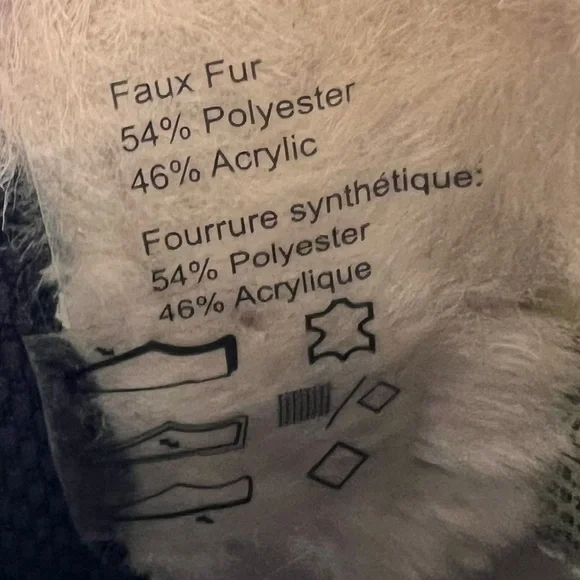 Faux Fur
54% Polyester
46% Acrylic
Fourrure synthétique:
54% Polyester
46% Acrylique